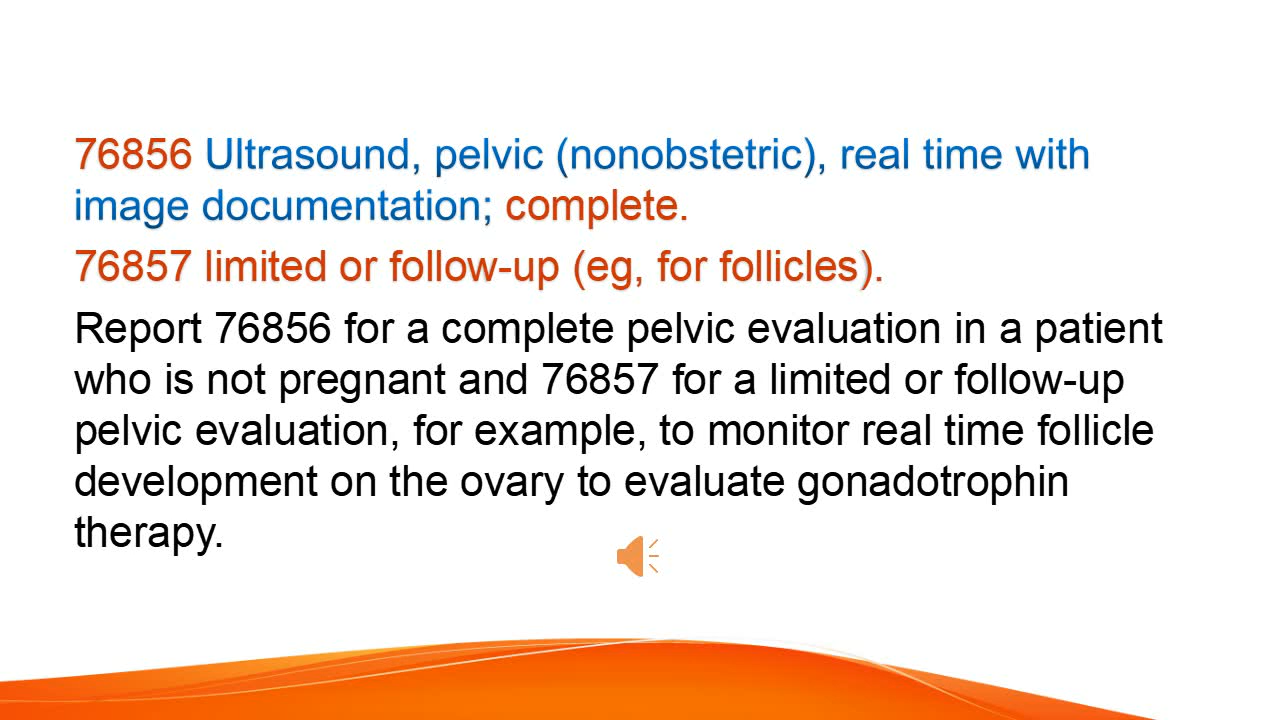 76856 Ultrasound, pelvic (nonobstetric), real time with
image documentation; complete.
76857 limited or follow-up (eg, for follicles).
Report 76856 for a complete pelvic evaluation in a patient
who is not pregnant and 76857 for a limited or follow-up
pelvic evaluation, for example, to monitor real time follicle
development on the ovary to evaluate gonadotrophin
therapy.